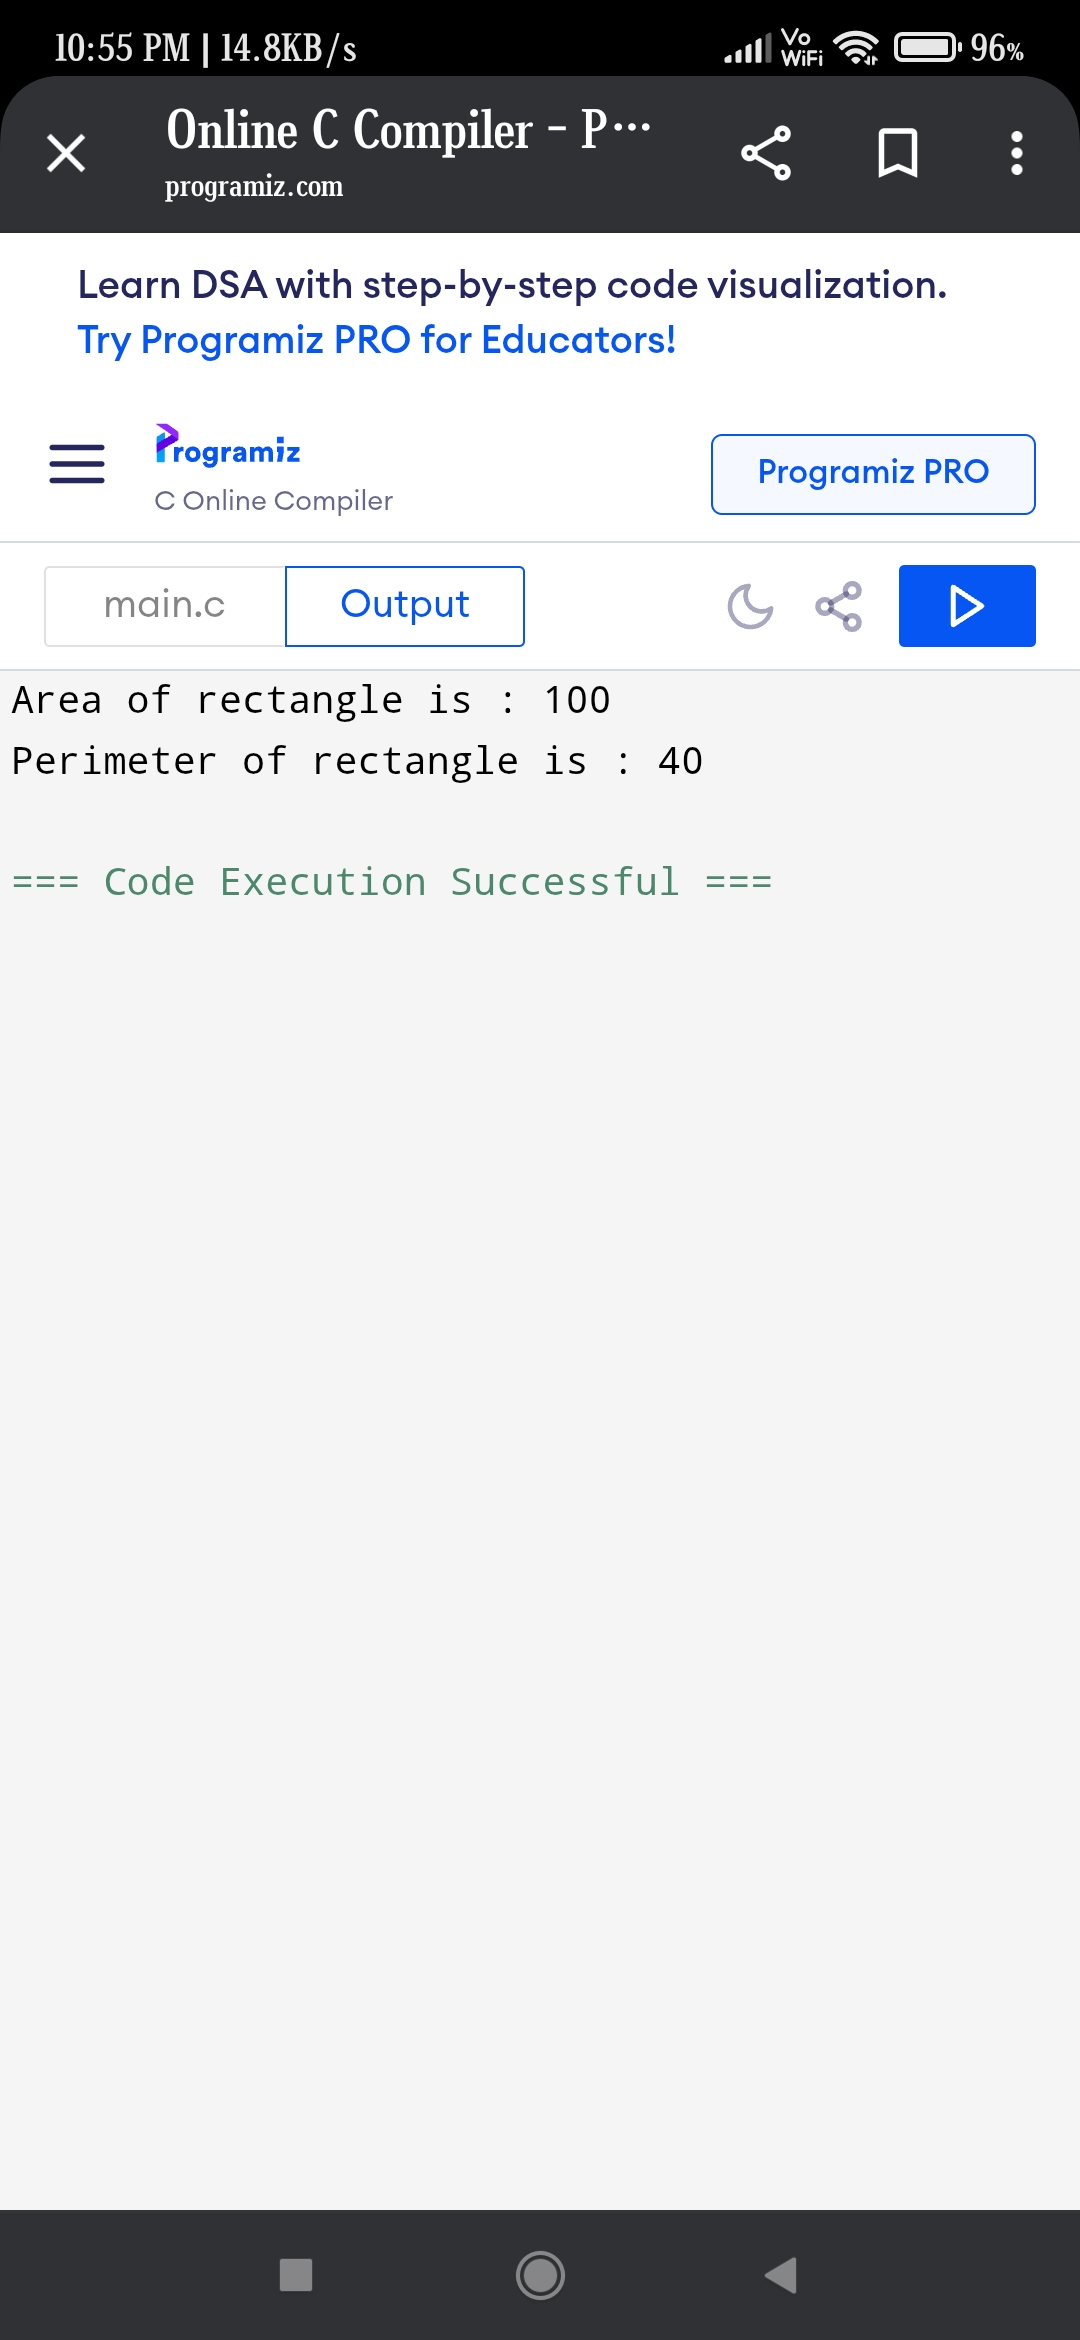 10:55 PM | 14.8KB/s
Vo WiFi
96%
Online C Compiler - P···
programiz.com
Learn DSA with step-by-step code visualization.
Try Programiz PRO for Educators!
Programiz
C Online Compiler
Programiz PRO
main.c
Output
Area of rectangle is : 100
Perimeter of rectangle is : 40
=== Code Execution Successful ===